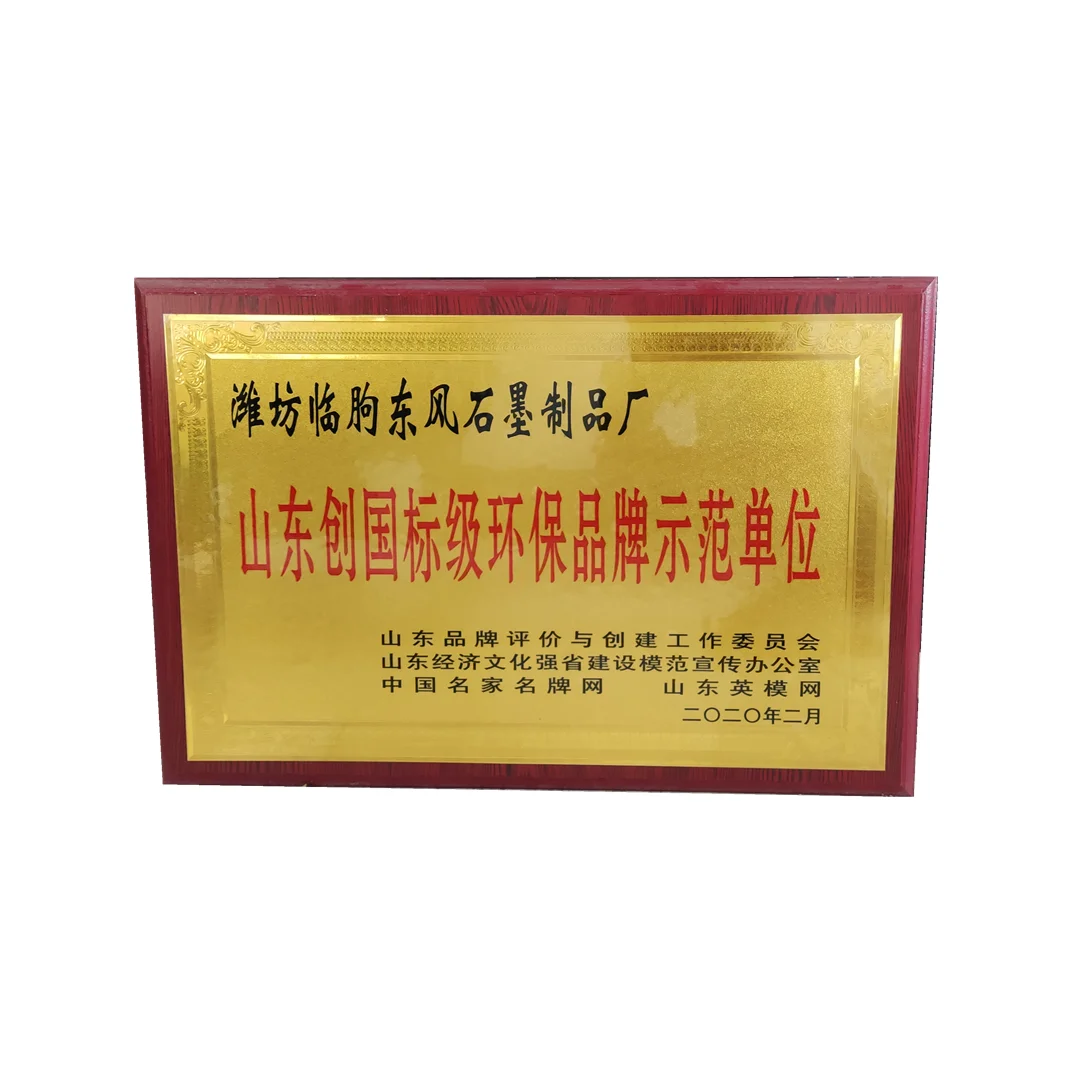 潍坊临朐东风石墨制品厂
山东创国标级环保品牌示范单位
山东品牌评价与创建工作委员会
山东经济文化强省建设模范宣传办公室
中国名家名牌网 山东英模网
二〇二〇年二月